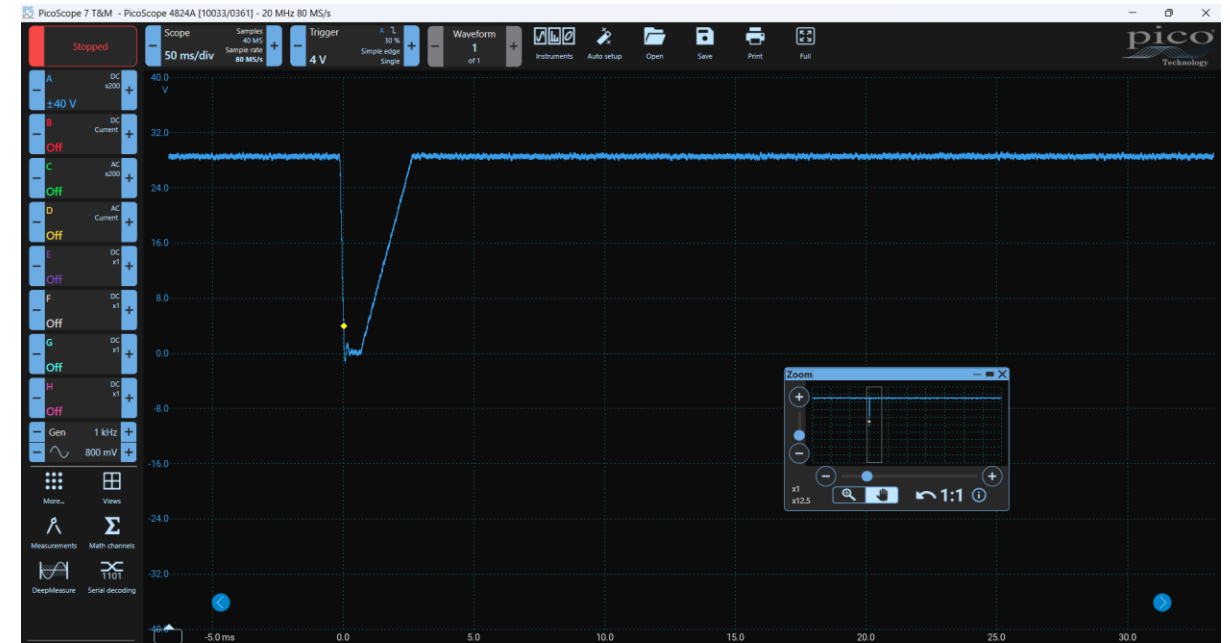 PicoScope 7 T&M - PicoScope 4824A [10033/0361] - 20 MHz 80 MS/s
Stopped
Scope
50 ms/div
Samples
40 MS
Sample rate
80 MS/s
Trigger
4 V
A
30 %
Simple edge
Single
Waveform
1
of 1
Instruments
Auto setup
Open
Save
Print
Full
pico
Technology
A
DC
x200
±40 V
B
DC
Current
Off
C
AC
x200
Off
D
AC
Current
Off
E
DC
x1
Off
F
DC
x1
Off
G
DC
x1
Off
H
DC
x1
Off
Gen
1 kHz
800 mV
More..
Views
Measurements
Math channels
1101
DeepMeasure
Serial decoding
40.0
V
32.0
24.0
16.0
8.0
0.0
-8.0
-16.0
-24.0
-32.0
-40.0
-5.0 ms
0.0
5.0
10.0
15.0
20.0
25.0
30.0
Zoom
x1
x12.5
1:1